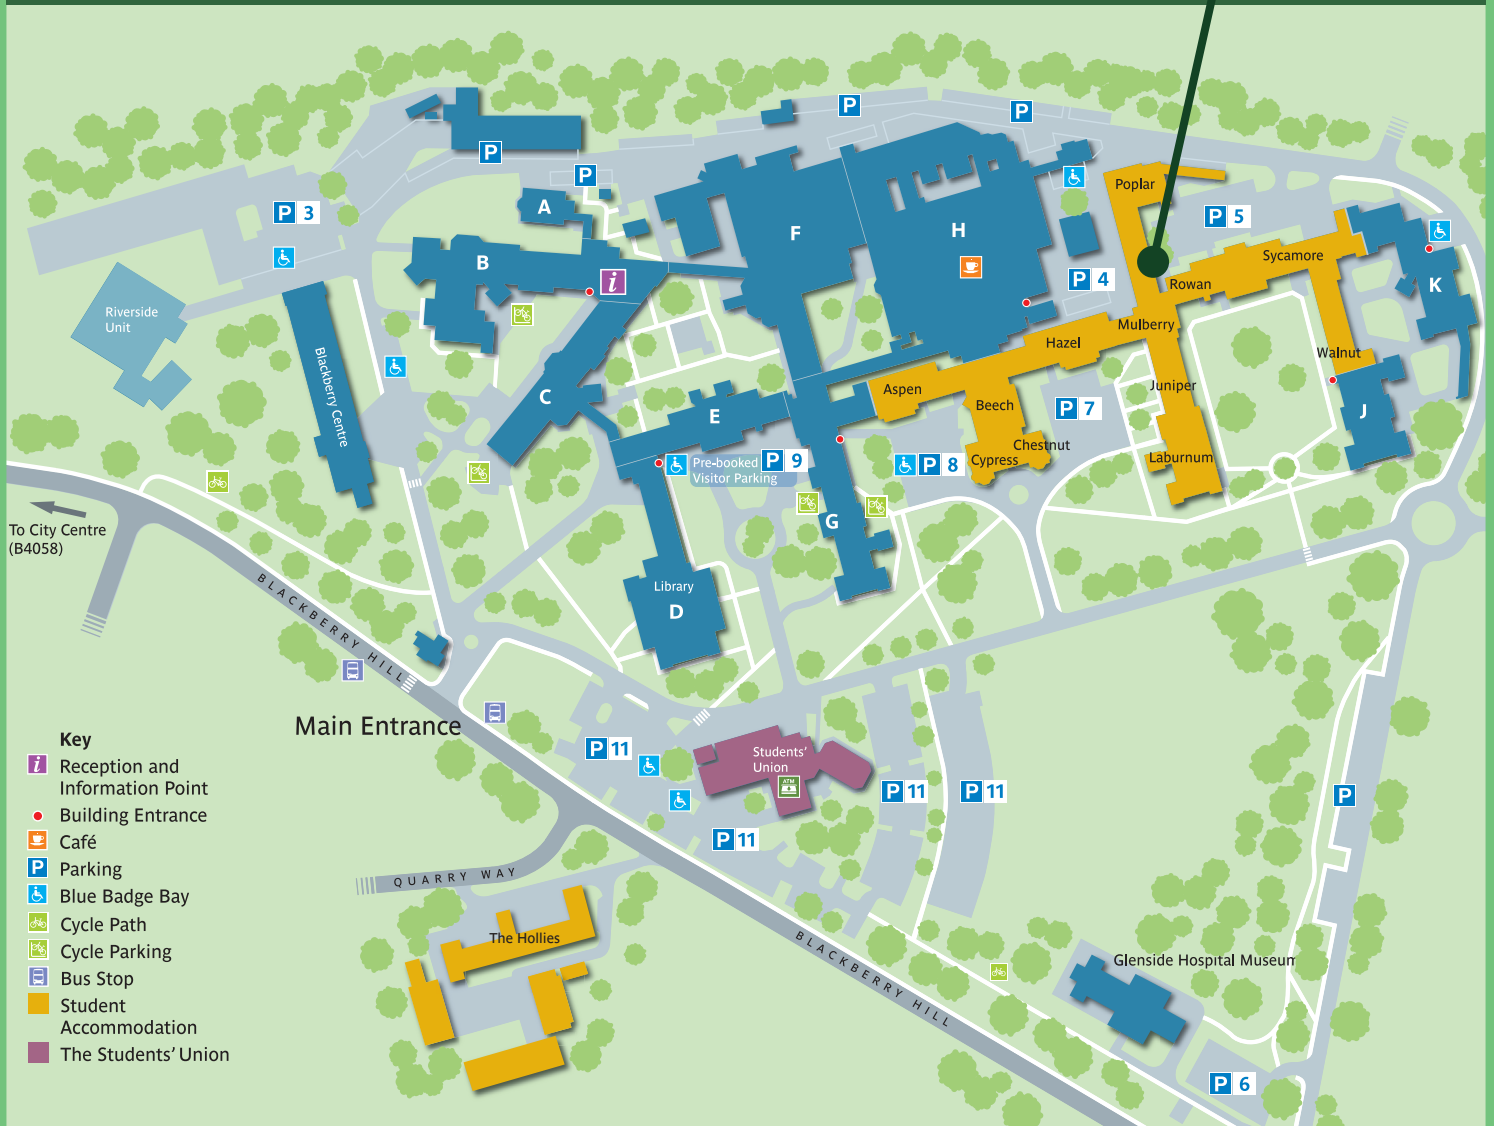 P
P
P
P
A
Poplar
P 3
P 5
F
H
B
Sycamore
i
P 4
Rowan
K
Riverside
Unit
Mulberry
Hazel
Walnut
Blackberry Centre
Juniper
Aspen
C
Beech
P 7
J
E
Chestnut
Cypress
Laburnum
Pre-booked
Visitor Parking
P 9
P 8
G
To City Centre
(B4058)
BLACKBERRY HILL
Library
D
Main Entrance
Students'
Union
ATM
P 11
P 11
P 11
P 11
P
Key
i Reception and
Information Point
Building Entrance
Café
P Parking
Blue Badge Bay
Cycle Path
Cycle Parking
Bus Stop
Student
Accommodation
The Students' Union
QUARRY WAY
The Hollies
BLACKBERRY HILL
Glenside Hospital Museum
P 6